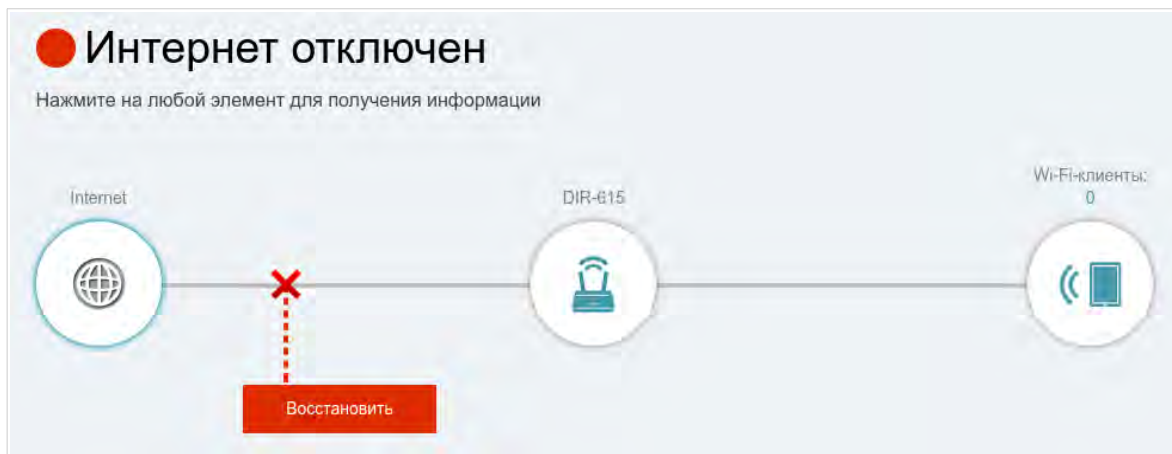 Интернет отключен
Нажмите на любой элемент для получения информации
Internet
DIR-615
Wi-Fi-клиенты:
0
Восстановить